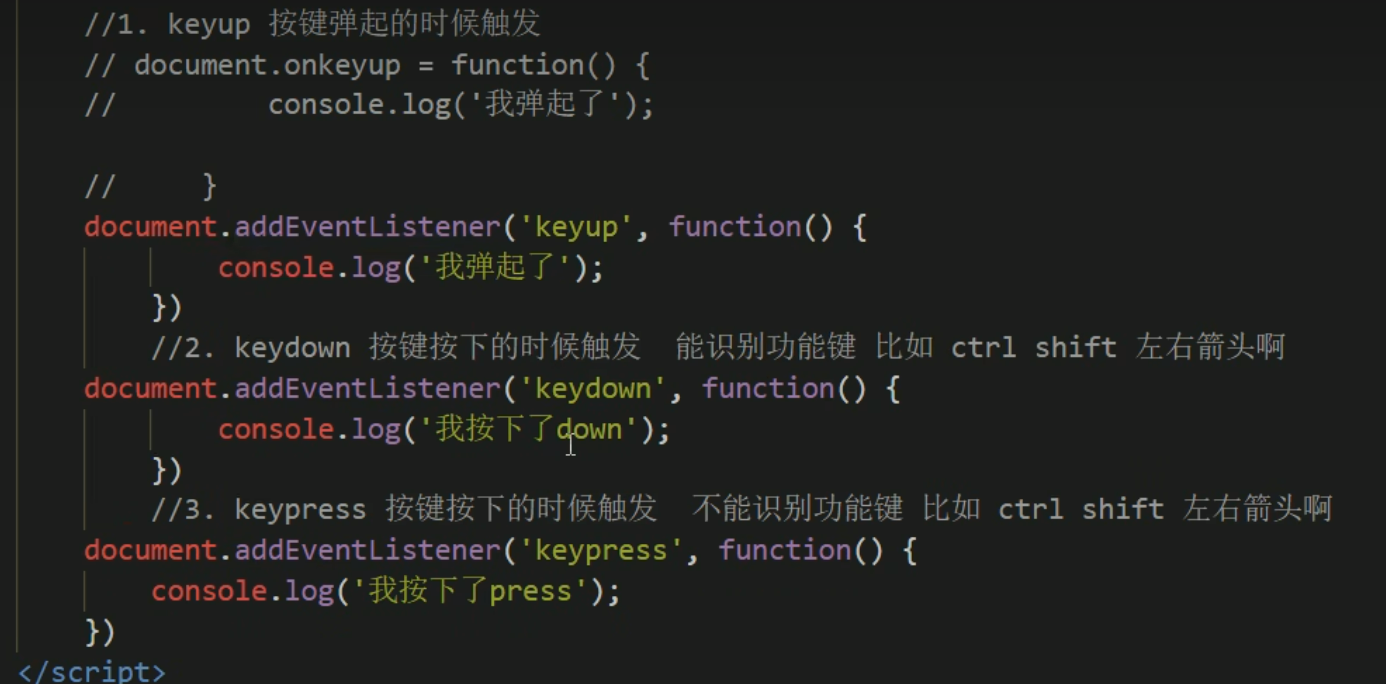 //1. keyup 按键弹起的时候触发
// document.onkeyup = function() {
//         console.log('我弹起了');
//     }
document.addEventListener('keyup', function() {
        console.log('我弹起了');
    })
    //2. keydown 按键按下的时候触发  能识别功能键 比如 ctrl shift 左右箭头啊
document.addEventListener('keydown', function() {
        console.log('我按下了down');
    })
    //3. keypress 按键按下的时候触发  不能识别功能键 比如 ctrl shift 左右箭头啊
document.addEventListener('keypress', function() {
    console.log('我按下了press');
})
</script>